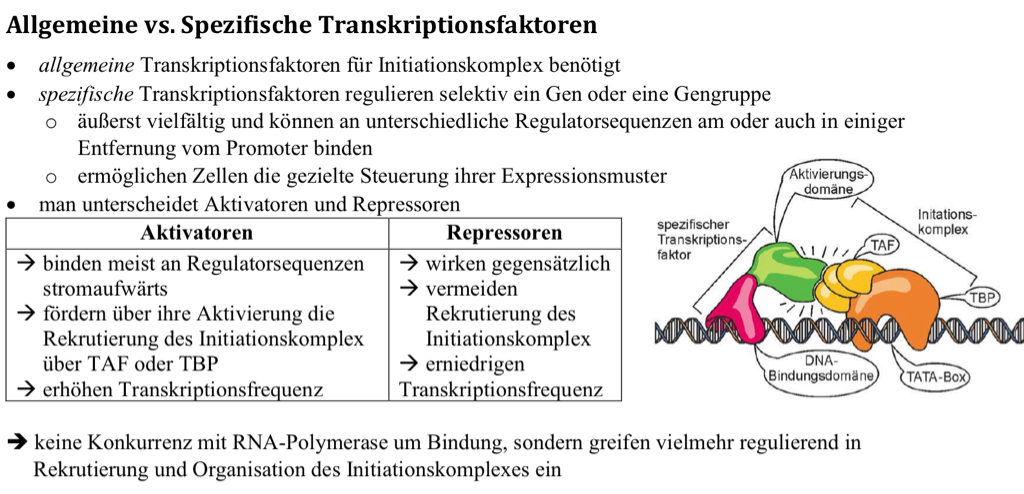 Allgemeine vs. Spezifische Transkriptionsfaktoren
• allgemeine Transkriptionsfaktoren für Initiationskomplex benötigt
• spezifische Transkriptionsfaktoren regulieren selektiv ein Gen oder eine Gengruppe
o äußerst vielfältig und können an unterschiedliche Regulatorsequenzen am oder auch in einiger
Entfernung vom Promoter binden
o ermöglichen Zellen die gezielte Steuerung ihrer Expressionsmuster
• man unterscheidet Aktivatoren und Repressoren
Aktivatoren
→ binden meist an Regulatorsequenzen
stromaufwärts
→ fördern über ihre Aktivierung die
Rekrutierung des Initiationskomplex
über TAF oder TBP
→ erhöhen Transkriptionsfrequenz
Repressoren
→ wirken gegensätzlich
→ vermeiden
Rekrutierung des
Initiationskomplex
→ erniedrigen
Transkriptionsfrequenz
Aktivierungs-
domäne
spezifischer
Transkriptions-
faktor
Initations-
komplex
TAF
TBP
DNA-
Bindungsdomäne
TATA-Box
→ keine Konkurrenz mit RNA-Polymerase um Bindung, sondern greifen vielmehr regulierend in
Rekrutierung und Organisation des Initiationskomplexes ein